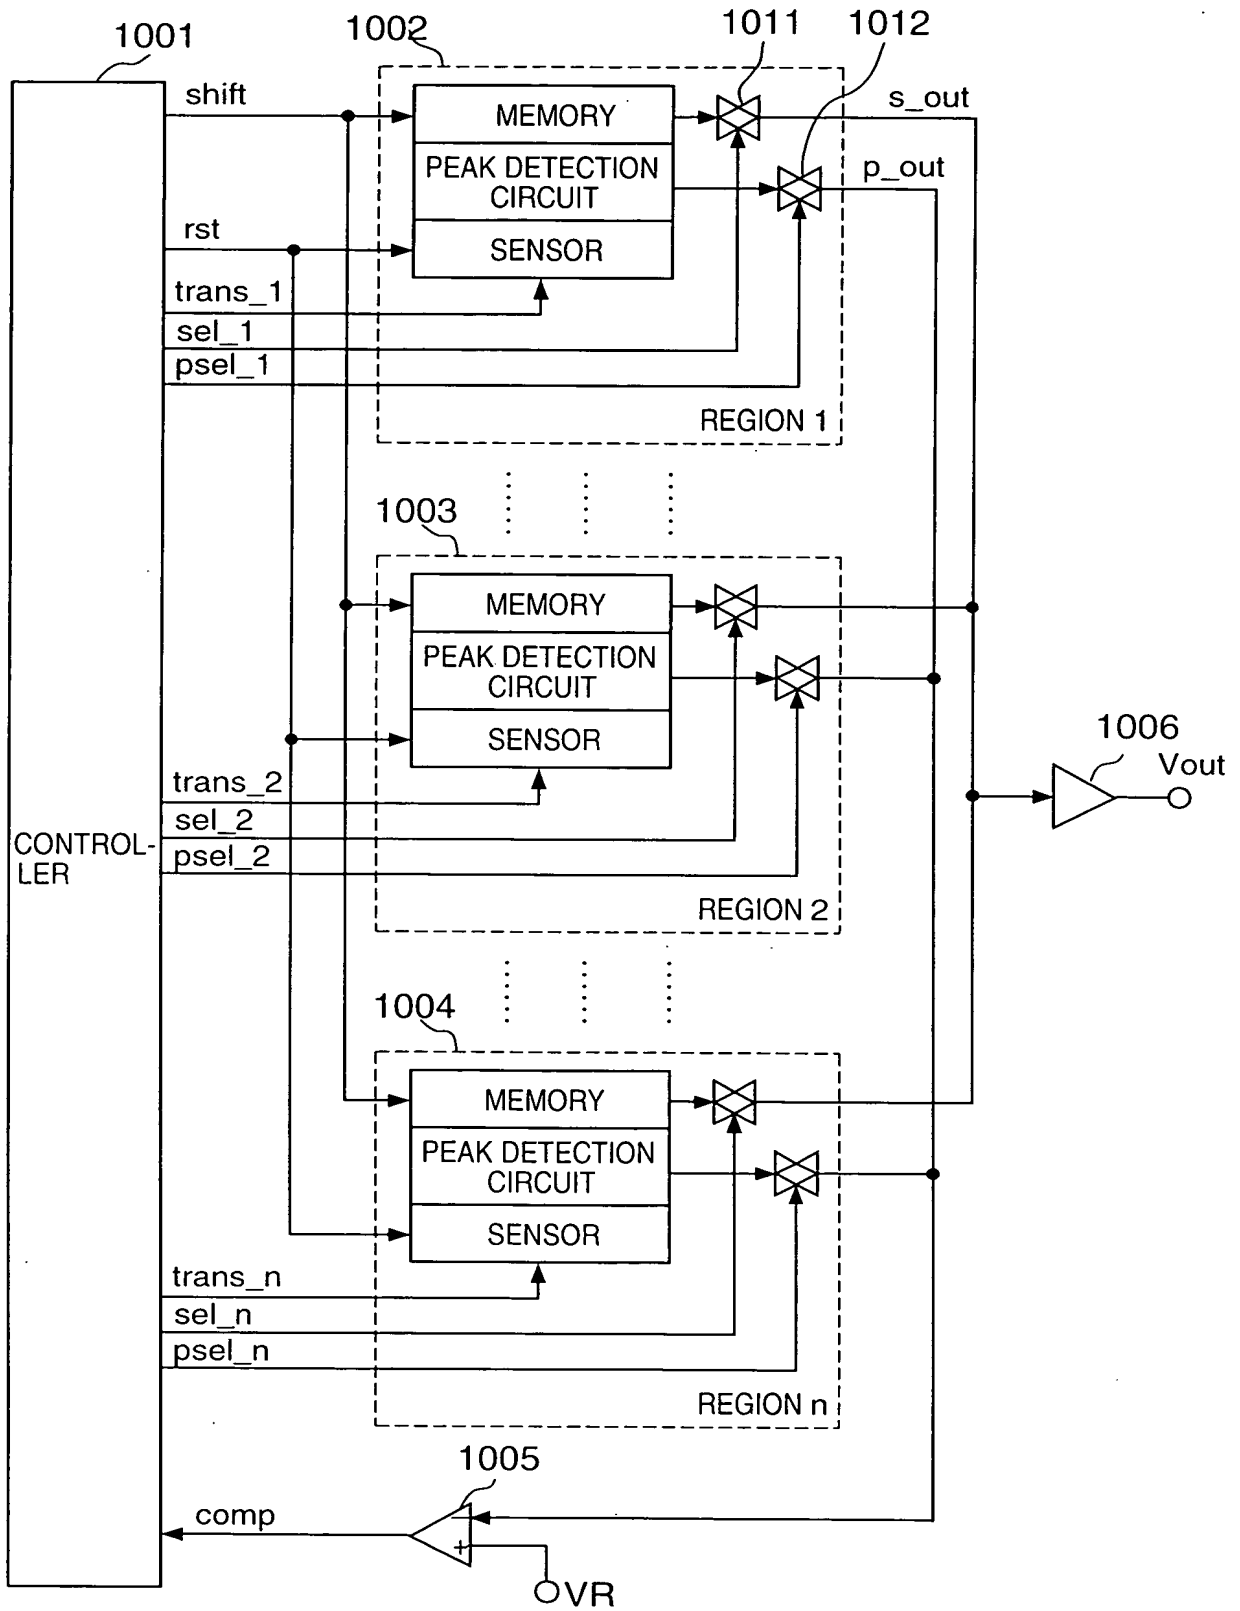 1001
1002
1011
1012
shift
MEMORY
s_out
PEAK DETECTION
CIRCUIT
p_out
rst
SENSOR
trans_1
sel_1
psel_1
REGION 1
1003
MEMORY
PEAK DETECTION
CIRCUIT
SENSOR
1006
Vout
trans_2
sel_2
CONTROL-
LER
psel_2
REGION 2
1004
MEMORY
PEAK DETECTION
CIRCUIT
SENSOR
trans_n
sel_n
psel_n
REGION n
1005
comp
−
+
VR